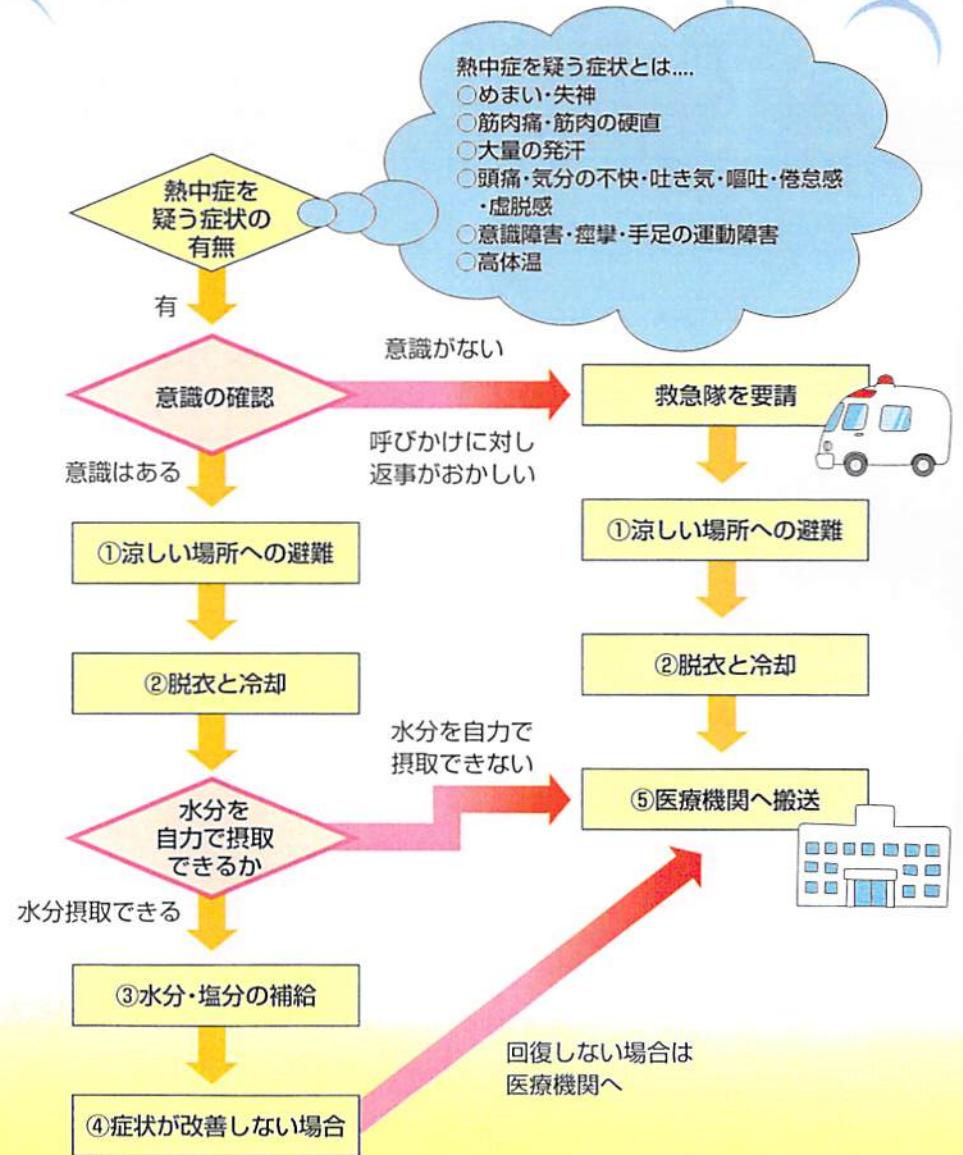 熱中症を疑う症状とは....
○めまい・失神
○筋肉痛・筋肉の硬直
○大量の発汗
○頭痛・気分の不快・吐き気・嘔吐・倦怠感
・虚脱感
○意識障害・痙攣・手足の運動障害
○高体温
熱中症を
疑う症状の
有無
有
意識の確認
意識がない
呼びかけに対し
返事がおかしい
救急隊を要請
意識はある
①涼しい場所への避難
①涼しい場所への避難
②脱衣と冷却
②脱衣と冷却
水分を
自力で摂取
できるか
水分を自力で
摂取できない
⑤医療機関へ搬送
水分摂取できる
③水分・塩分の補給
④症状が改善しない場合
回復しない場合は
医療機関へ